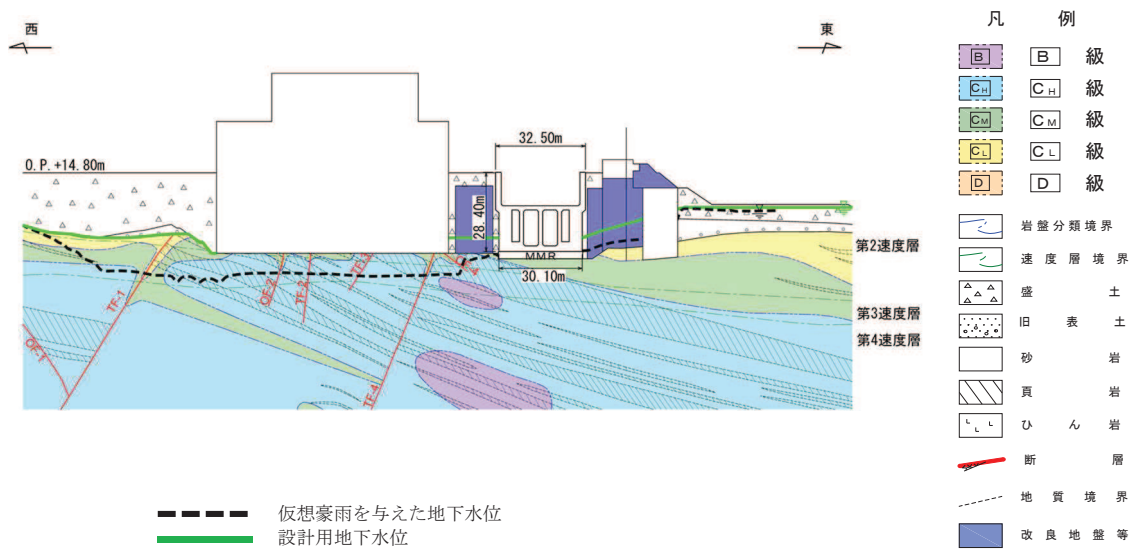 西
東
O.P.+14.80m
32.50m
28.40m
MMR
30.10m
TF-1
OF-1
OF-2
TF-2
TF-3
TF-4
第2速度層
第3速度層
第4速度層
仮想豪雨を与えた地下水位
設計用地下水位
凡 例
B B 級
CH CH 級
CM CM 級
CL CL 級
D D 級
岩盤分類境界
速度層境界
盛土
旧表土
砂岩
頁岩
ひん岩
断層
地質境界
改良地盤等